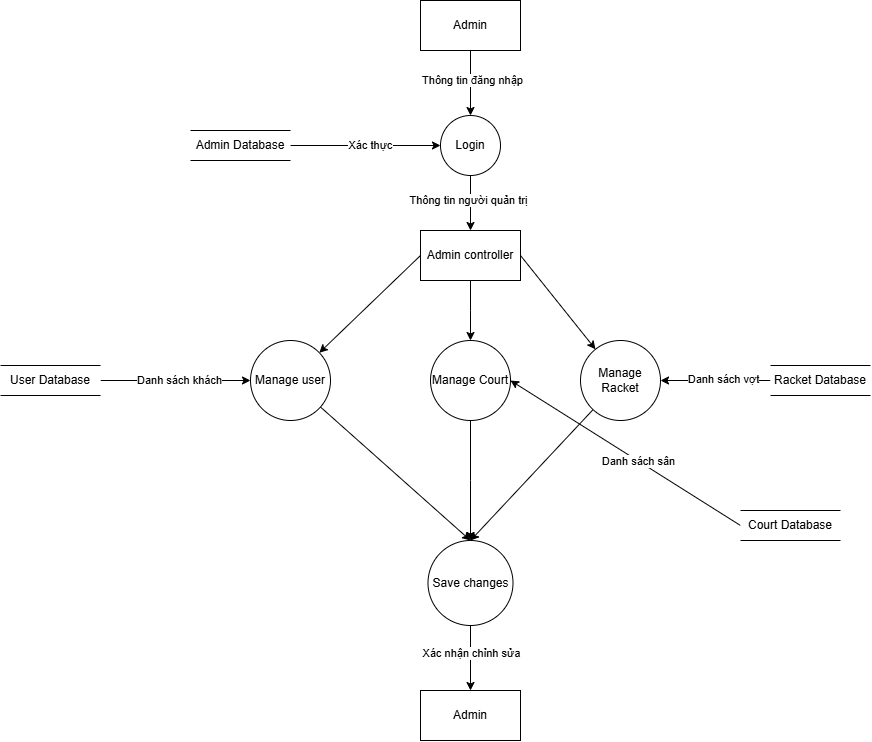 Admin
Thông tin đăng nhập
Admin Database
Xác thực
Login
Thông tin người quản trị
Admin controller
User Database
Danh sách khách
Manage user
Manage Court
Manage
Racket
Danh sách vợt
Racket Database
Danh sách sân
Court Database
Save changes
Xác nhận chỉnh sửa
Admin